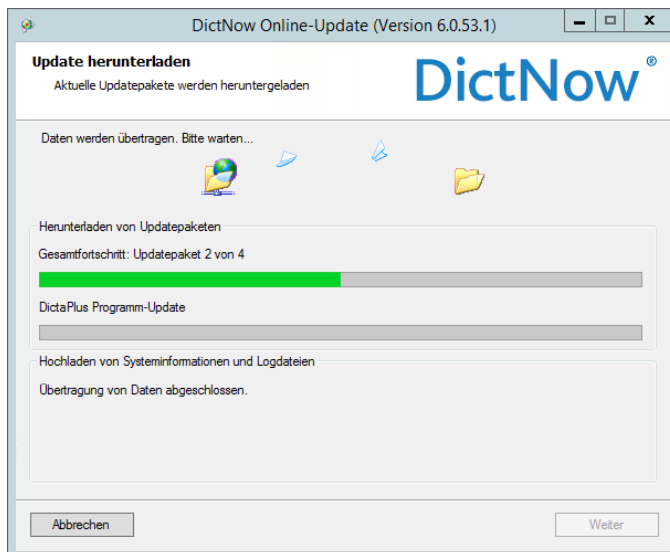 DictNow Online-Update (Version 6.0.53.1)
Update herunterladen
Aktuelle Updatepakete werden heruntergeladen
DictNow®
Daten werden übertragen. Bitte warten...
Herunterladen von Updatepaketen
Gesamtfortschritt: Updatepaket 2 von 4
DictaPlus Programm-Update
Hochladen von Systeminformationen und Logdateien
Übertragung von Daten abgeschlossen.
Abbrechen
Weiter